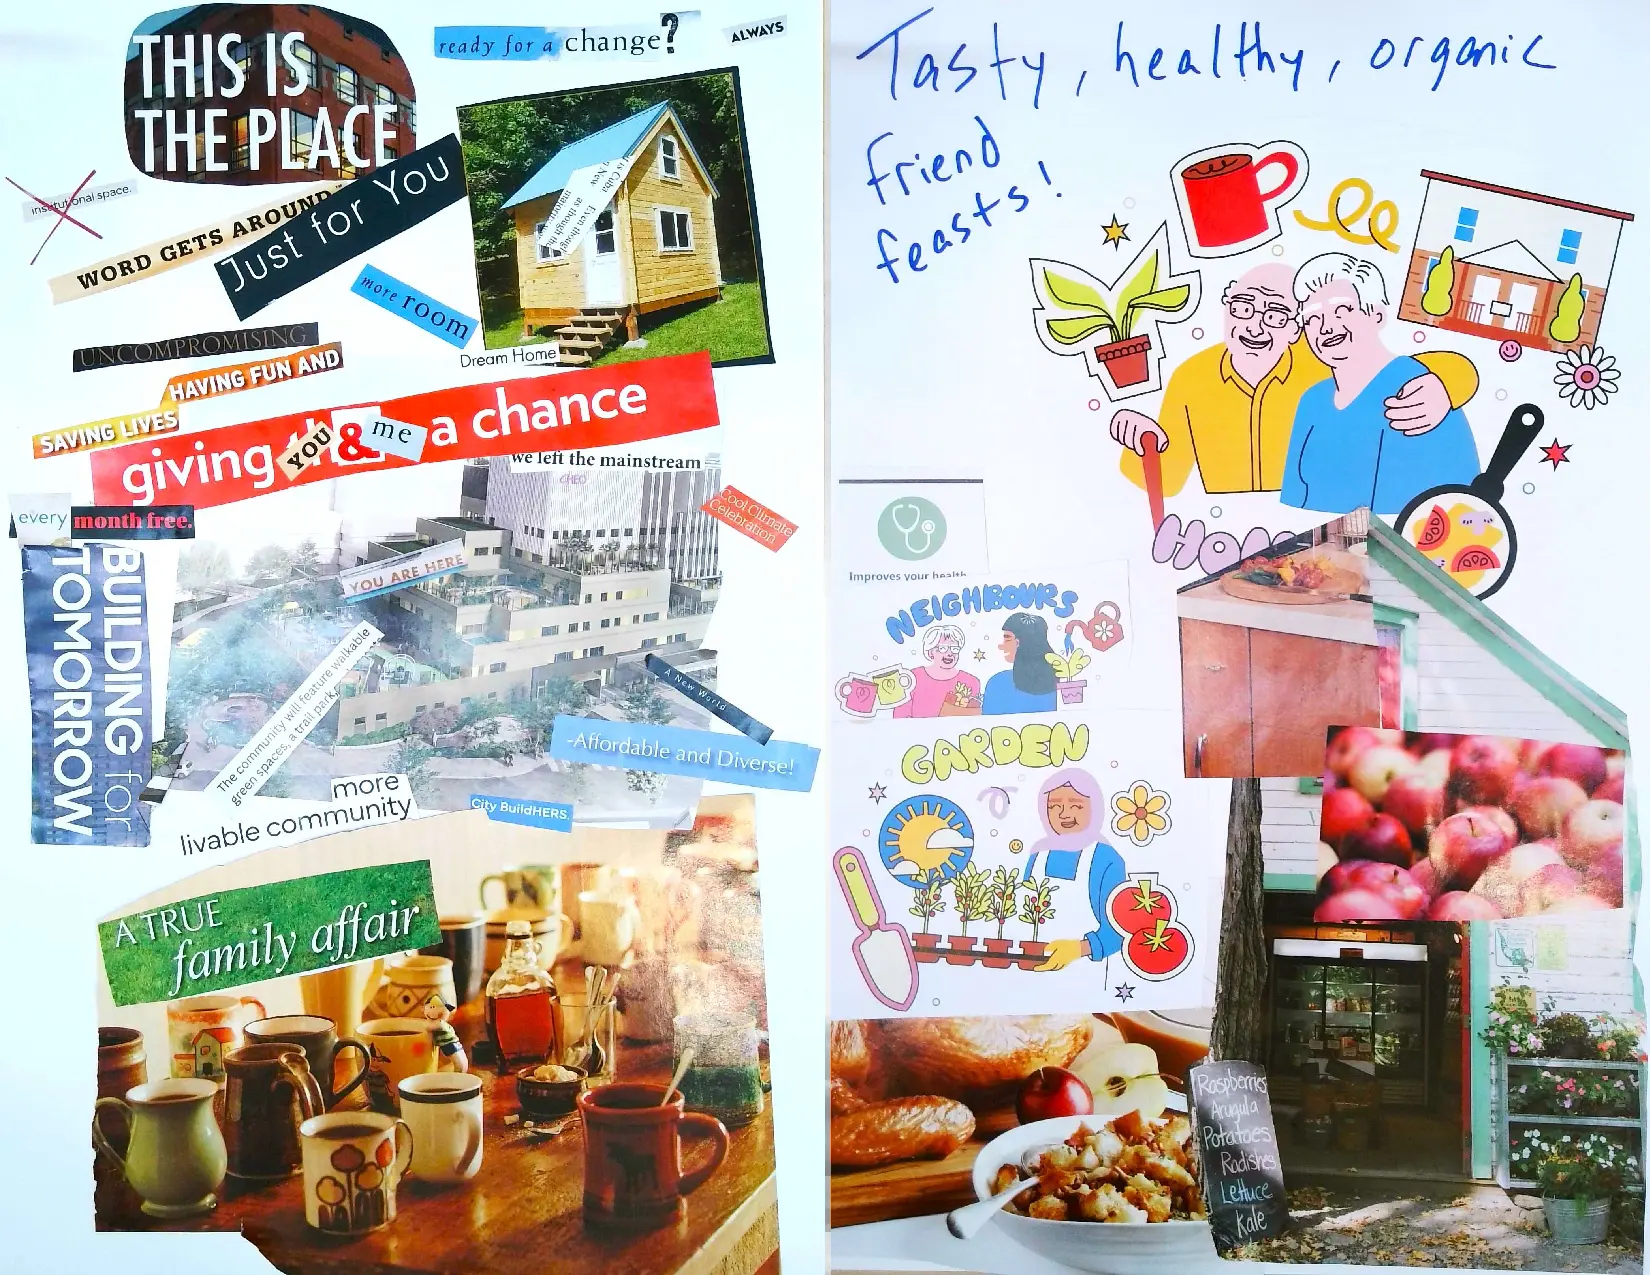 THIS IS
THE PLACE
ready for a change?
ALWAYS
institutional space.
WORD GETS AROUND
Just for You
more room
Dream Home
UNCOMPROMISING
HAVING FUN AND
SAVING LIVES
giving
YOU & me
a chance
we left the mainstream
every month free.
Cool Climate
Celebration
BUILDING for
TOMORROW
YOU ARE HERE
The community will feature walkable
green spaces, a trail park,
A New World
-Affordable and Diverse!
more
livable community
City BuildHERS.
A TRUE
family affair
Tasty, healthy, organic
friend
feasts!
HOM
Improves your health
NEIGHBOURS
GARDEN
Raspberries
Arugula
Potatoes
Radishes
Lettuce
Kale